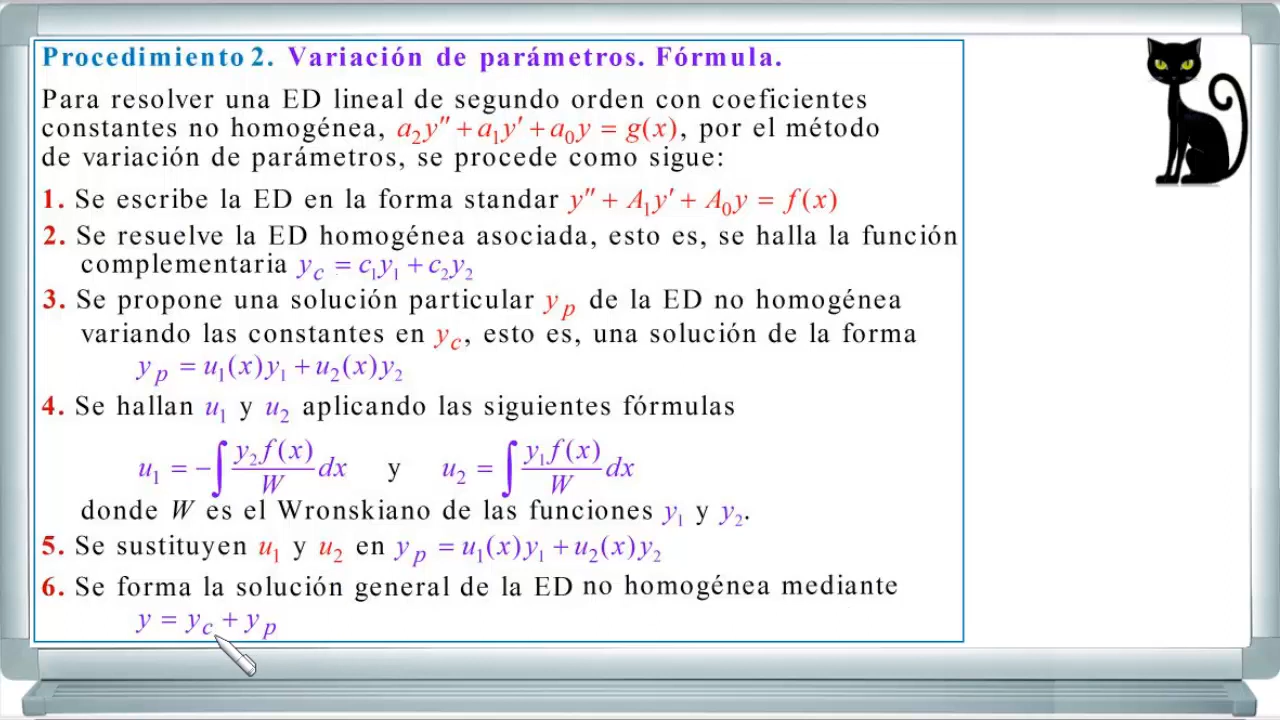 Procedimiento 2. Variación de parámetros. Fórmula.
Para resolver una ED lineal de segundo orden con coeficientes
constantes no homogénea, a₂y″ + a₁y′ + a₀y = g(x), por el método
de variación de parámetros, se procede como sigue:
1. Se escribe la ED en la forma standar y″ + A₁y′ + A₀y = f(x)
2. Se resuelve la ED homogénea asociada, esto es, se halla la función
complementaria y_c = c₁y₁ + c₂y₂
3. Se propone una solución particular y_p de la ED no homogénea
variando las constantes en y_c, esto es, una solución de la forma
y_p = u₁(x)y₁ + u₂(x)y₂
4. Se hallan u₁ y u₂ aplicando las siguientes fórmulas
u₁ = −∫ y₂f(x)/W dx y u₂ = ∫ y₁f(x)/W dx
donde W es el Wronskiano de las funciones y₁ y y₂.
5. Se sustituyen u₁ y u₂ en y_p = u₁(x)y₁ + u₂(x)y₂
6. Se forma la solución general de la ED no homogénea mediante
y = y_c + y_p